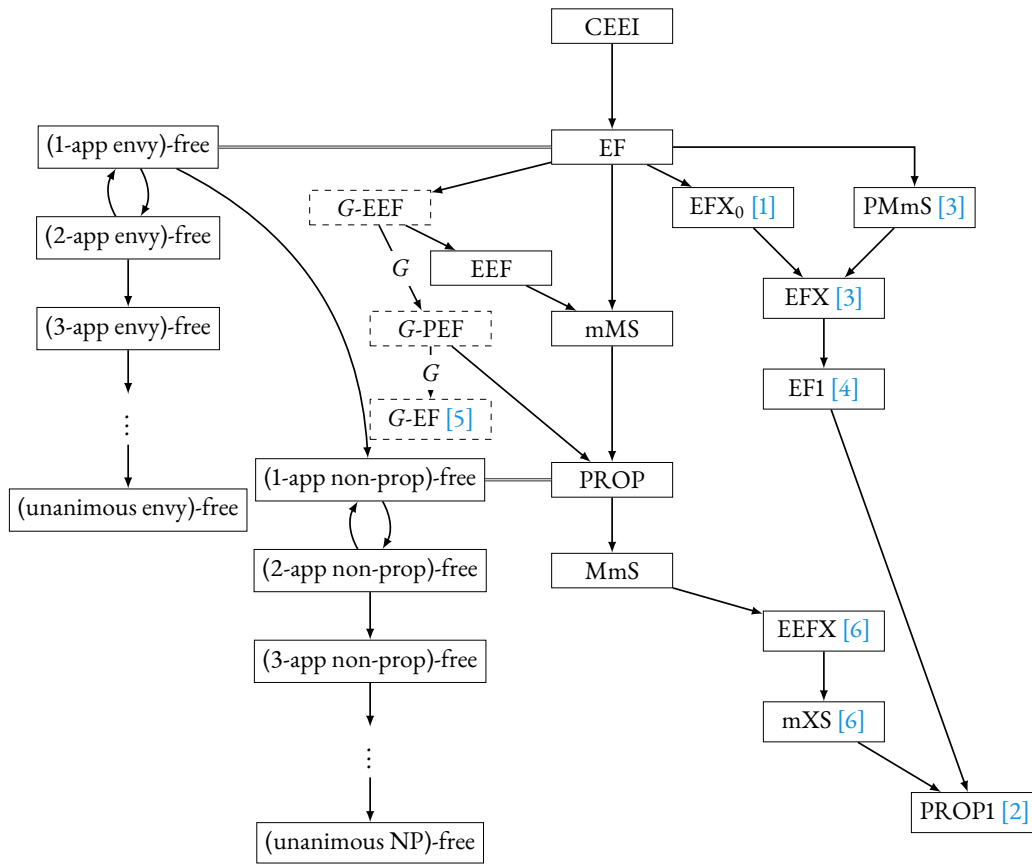 CEEI
(1-app envy)-free
EF
G-EEF
EFX₀ [1]
PMmS [3]
(2-app envy)-free
G
EEF
EFX [3]
(3-app envy)-free
G-PEF
mMS
G
EF1 [4]
⋮
G-EF [5]
(1-app non-prop)-free
PROP
(unanimous envy)-free
(2-app non-prop)-free
MmS
EEFX [6]
(3-app non-prop)-free
mXS [6]
⋮
PROP1 [2]
(unanimous NP)-free